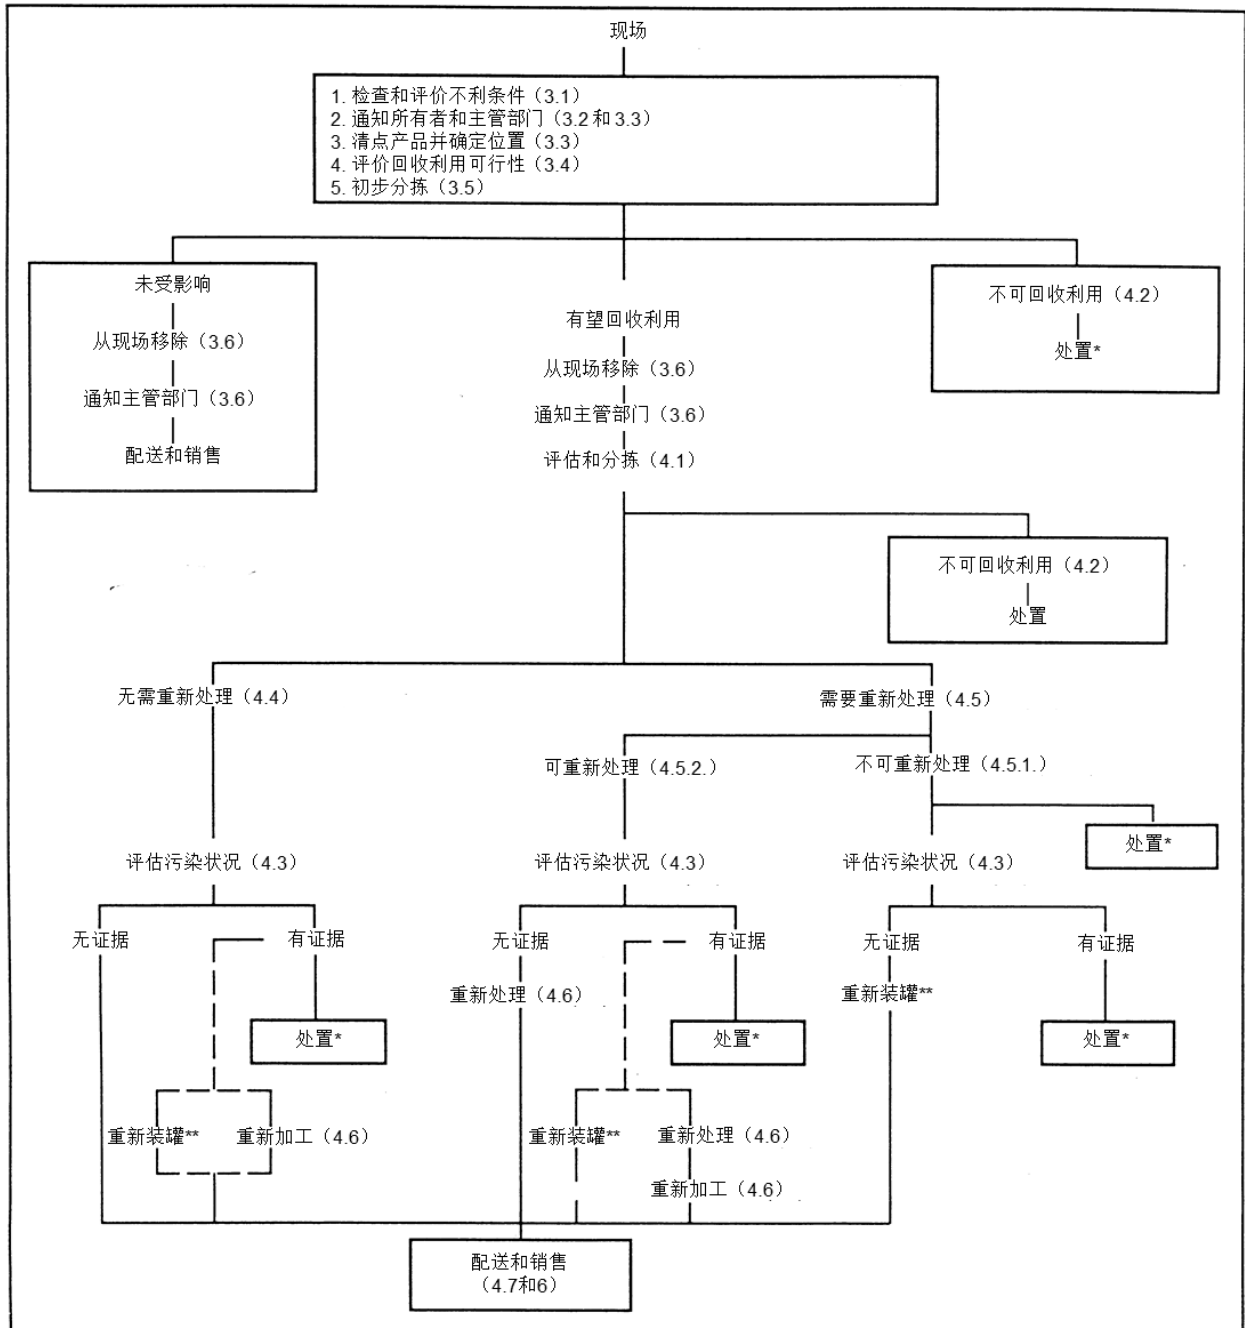 现场
1. 检查和评价不利条件（3.1）
2. 通知所有者和主管部门（3.2 和 3.3）
3. 清点产品并确定位置（3.3）
4. 评价回收利用可行性（3.4）
5. 初步分拣（3.5）
未受影响
从现场移除（3.6）
通知主管部门（3.6）
配送和销售
有望回收利用
从现场移除（3.6）
通知主管部门（3.6）
评估和分拣（4.1）
不可回收利用（4.2）
处置*
不可回收利用（4.2）
处置
无需重新处理（4.4）
需要重新处理（4.5）
可重新处理（4.5.2.）
不可重新处理（4.5.1.）
处置*
评估污染状况（4.3）
评估污染状况（4.3）
评估污染状况（4.3）
无证据
有证据
无证据
有证据
无证据
有证据
重新处理（4.6）
重新装罐**
处置*
处置*
处置*
重新装罐**
重新加工（4.6）
重新装罐**
重新处理（4.6）
重新加工（4.6）
配送和销售
（4.7和6）